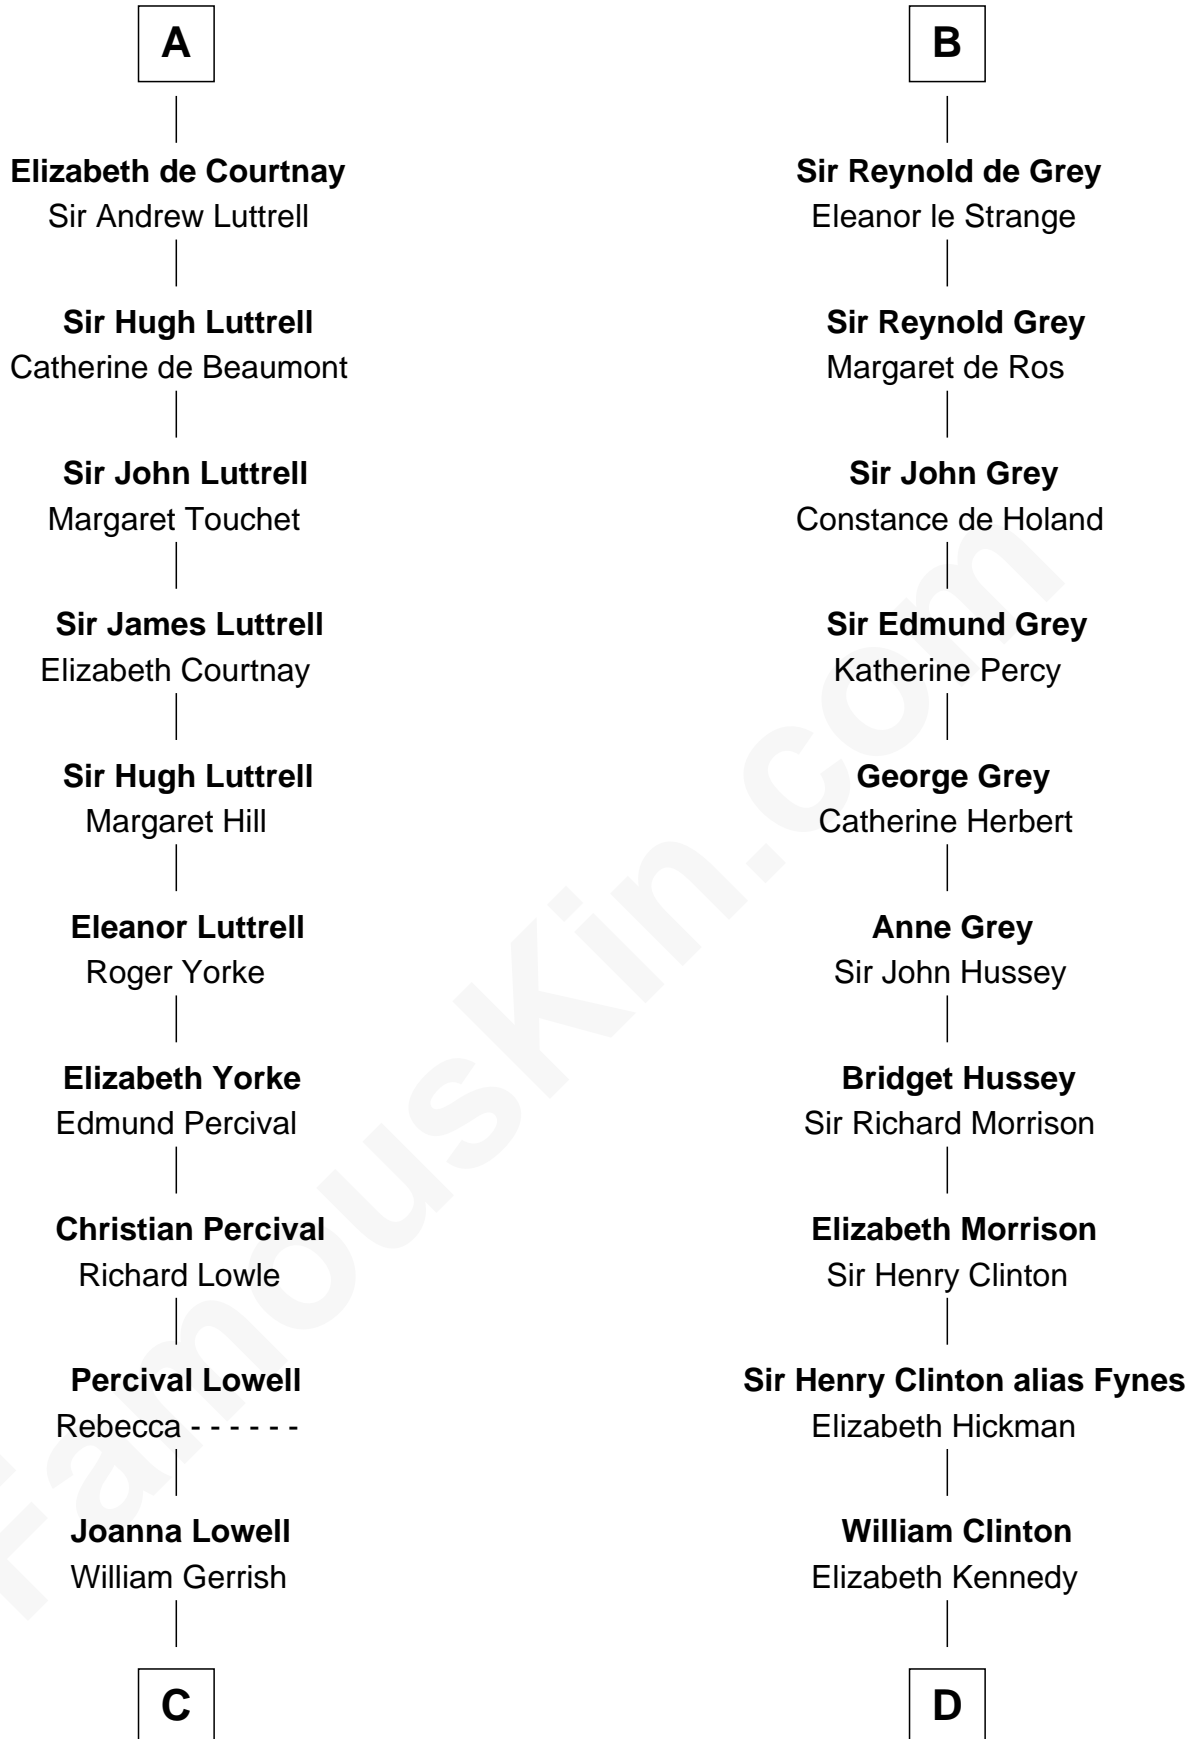 A
Elizabeth de Courtnay
Sir Andrew Luttrell
Sir Hugh Luttrell
Catherine de Beaumont
Sir John Luttrell
Margaret Touchet
Sir James Luttrell
Elizabeth Courtnay
Sir Hugh Luttrell
Margaret Hill
Eleanor Luttrell
Roger Yorke
Elizabeth Yorke
Edmund Percival
Christian Percival
Richard Lowle
Percival Lowell
Rebecca - - - - - -
Joanna Lowell
William Gerrish
C
B
Sir Reynold de Grey
Eleanor le Strange
Sir Reynold Grey
Margaret de Ros
Sir John Grey
Constance de Holand
Sir Edmund Grey
Katherine Percy
George Grey
Catherine Herbert
Anne Grey
Sir John Hussey
Bridget Hussey
Sir Richard Morrison
Elizabeth Morrison
Sir Henry Clinton
Sir Henry Clinton alias Fynes
Elizabeth Hickman
William Clinton
Elizabeth Kennedy
D
FamousKin.com